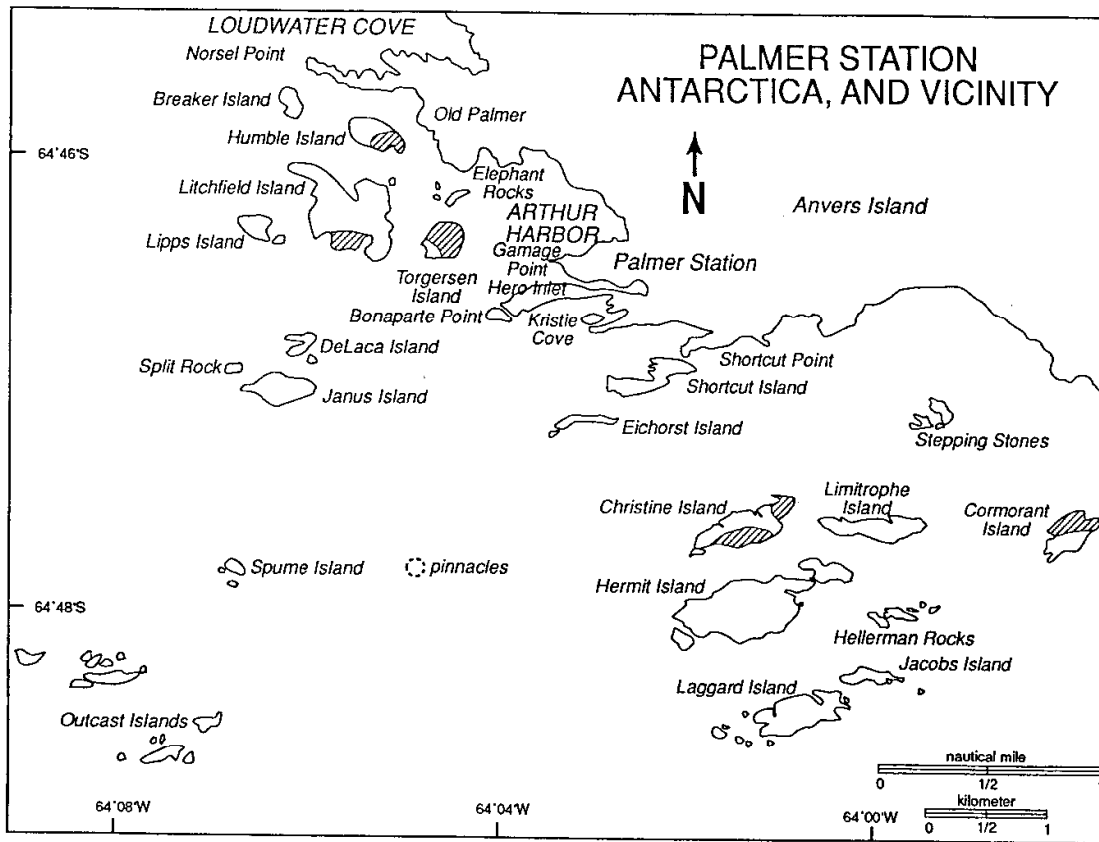 LOUDWATER COVE
Norsel Point
PALMER STATION
ANTARCTICA, AND VICINITY
Breaker Island
Old Palmer
Humble Island
64°46'S
Elephant
Rocks
Litchfield Island
N
Anvers Island
ARTHUR
HARBOR
Lipps Island
Gamage
Point
Palmer Station
Torgersen
Island
Hero Inlet
Bonaparte Point
Kristie
Cove
DeLaca Island
Shortcut Point
Split Rock
Janus Island
Shortcut Island
Eichorst Island
Stepping Stones
Christine Island
Limitrophe
Island
Cormorant
Island
Spume Island
pinnacles
Hermit Island
64°48'S
Hellerman Rocks
Jacobs Island
Laggard Island
Outcast Islands
nautical mile
0 1/2 1
kilometer
0 1/2 1
64°08'W
64°04'W
64°00'W